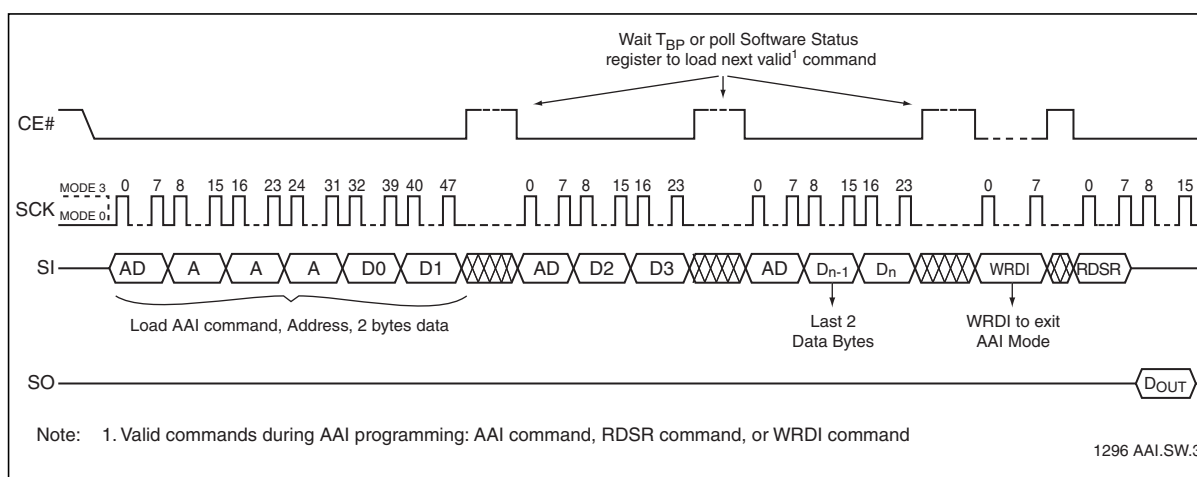 Wait TBP or poll Software Status
register to load next valid1 command
CE#
MODE 3
0 7 8 15 16 23 24 31 32 39 40 47 0 7 8 15 16 23 0 7 8 15 16 23 0 7 0 7 8 15
SCK
MODE 0
SI AD A A A D0 D1 AD D2 D3 AD Dn-1 Dn WRDI RDSR
Load AAI command, Address, 2 bytes data
Last 2
Data Bytes
WRDI to exit
AAI Mode
SO DOUT
Note: 1. Valid commands during AAI programming: AAI command, RDSR command, or WRDI command
1296 AAI.SW.3